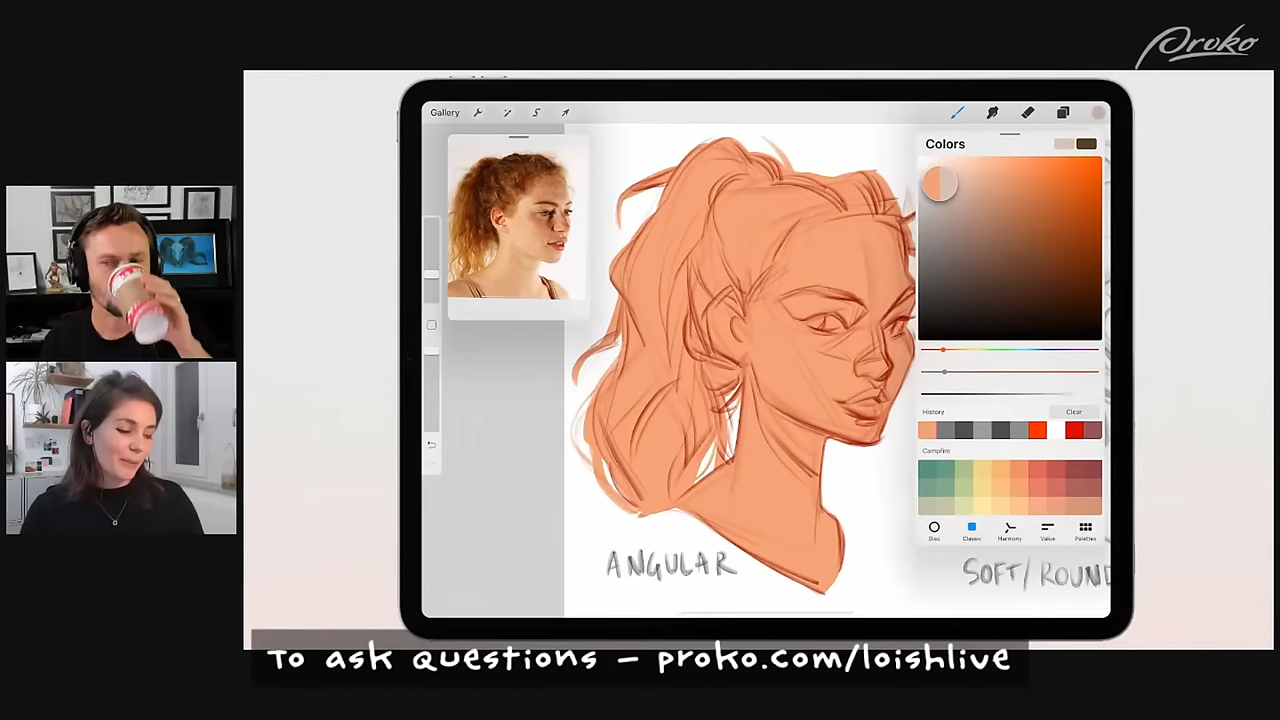 Proko
Gallery
Colors
History
Clear
Campfire
Disc
Classic
Harmony
Value
Palettes
ANGULAR
SOFT/ROUND
To ask questions – proko.com/loishlive